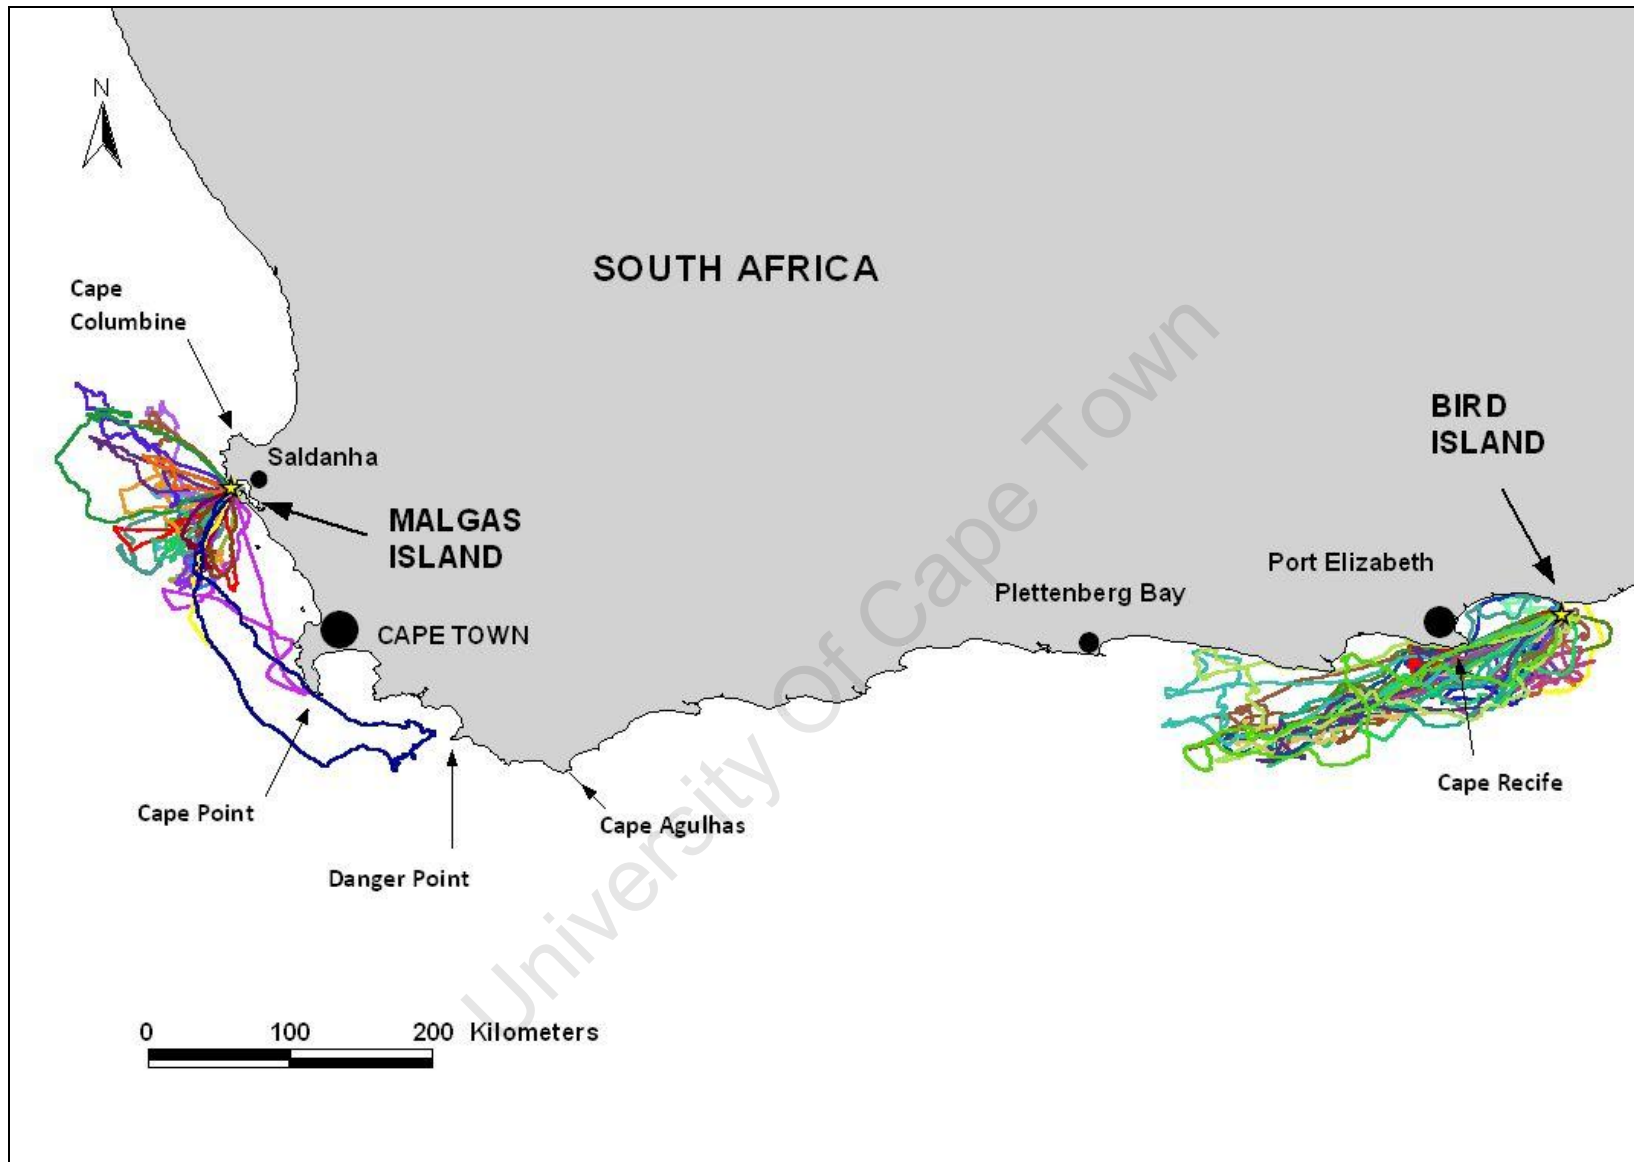 N
SOUTH AFRICA
Cape
Columbine
Saldanha
MALGAS
ISLAND
CAPE TOWN
BIRD
ISLAND
Port Elizabeth
Plettenberg Bay
Cape Recife
Cape Point
Cape Agulhas
Danger Point
0 100 200 Kilometers
University Of Cape Town